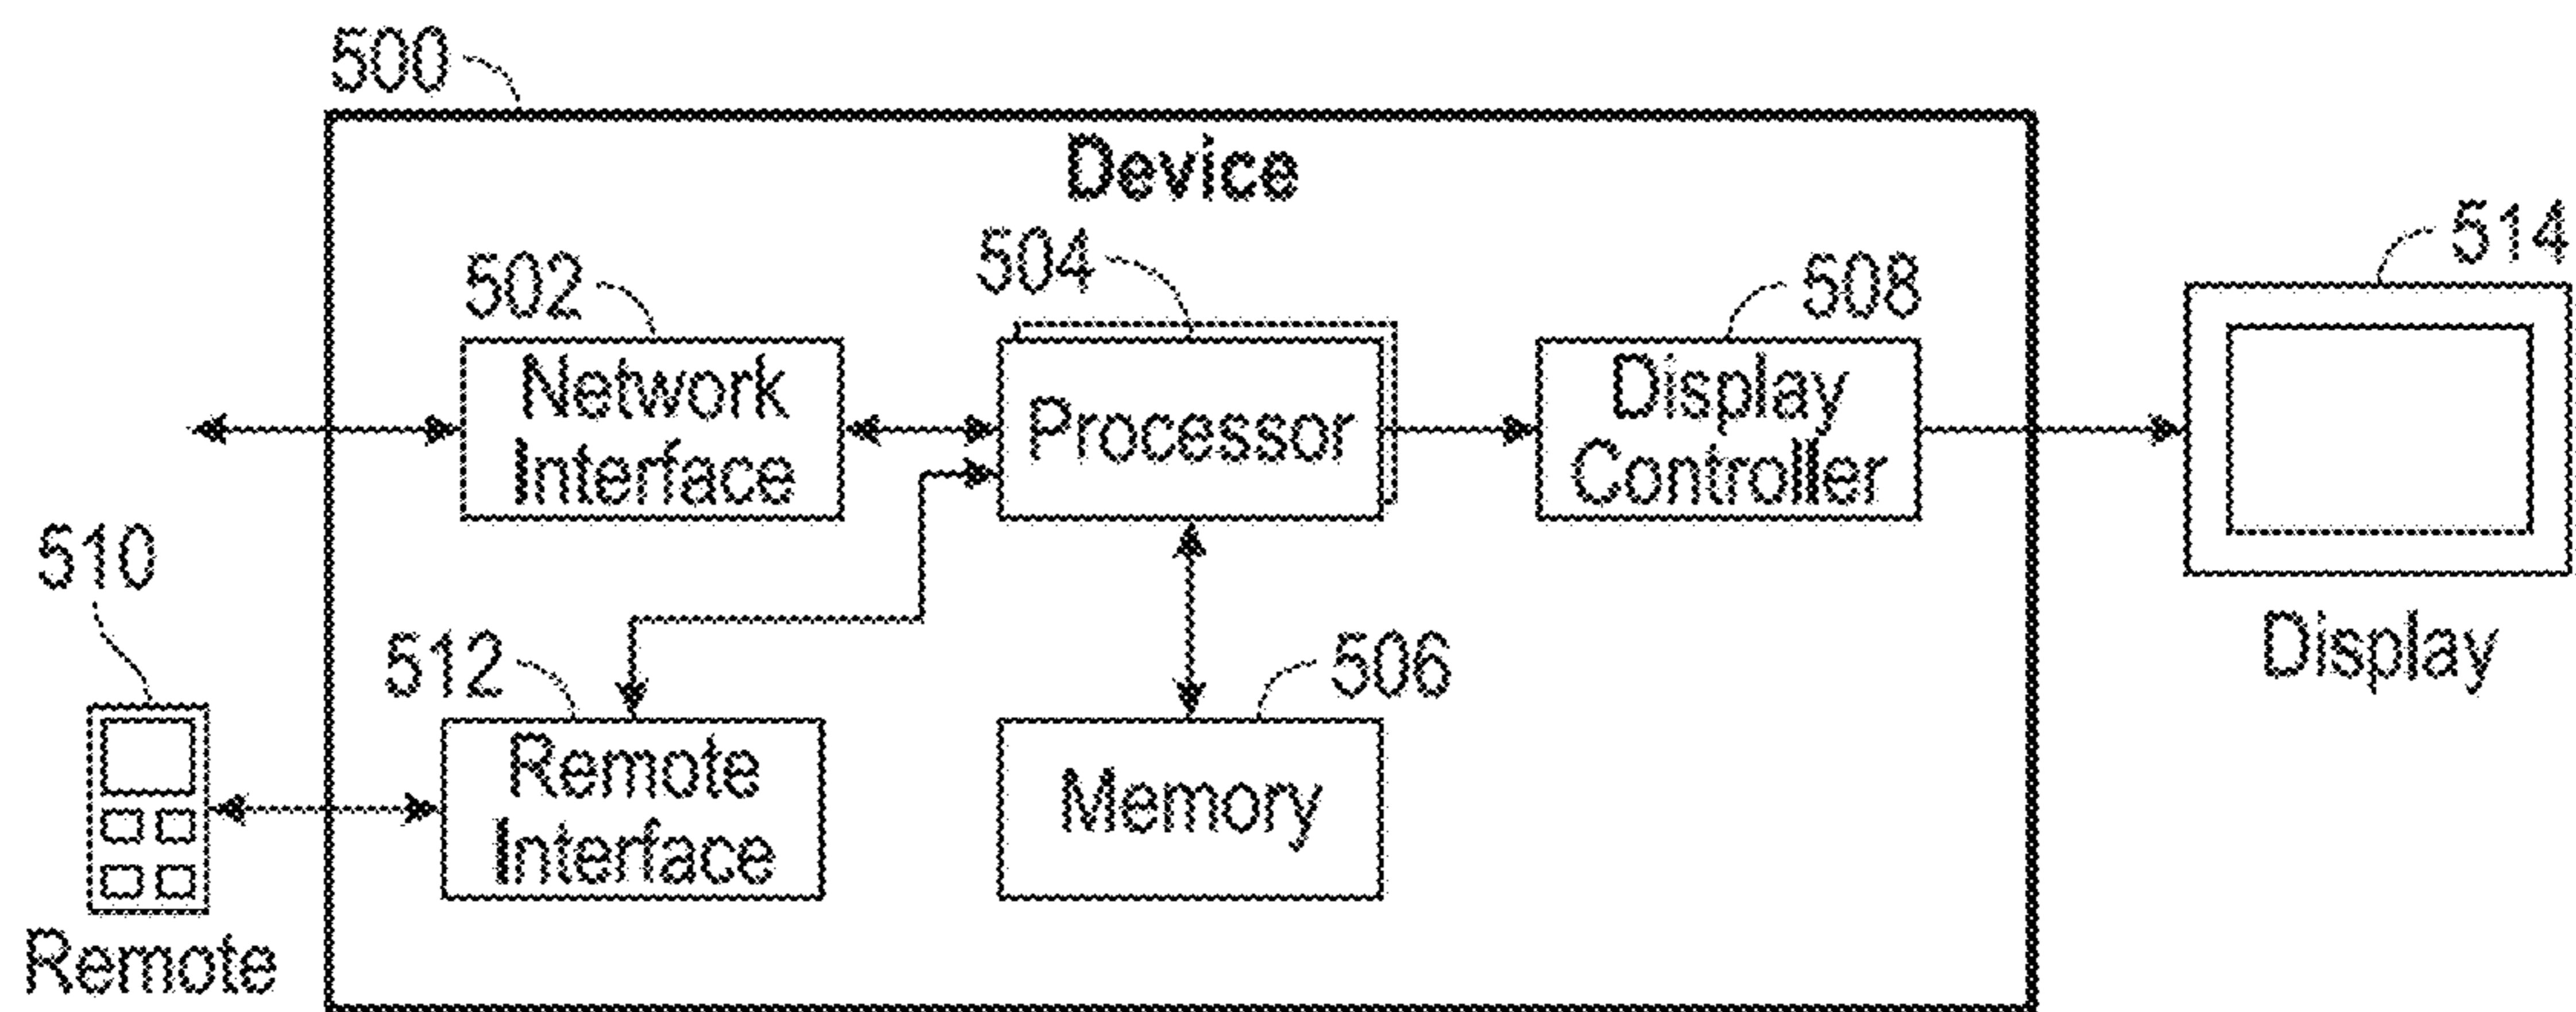 500
Device
514
504
502
508
Network
Interface
Processor
Display
Controller
510
512
506
Display
Remote
Interface
Memory
Remote